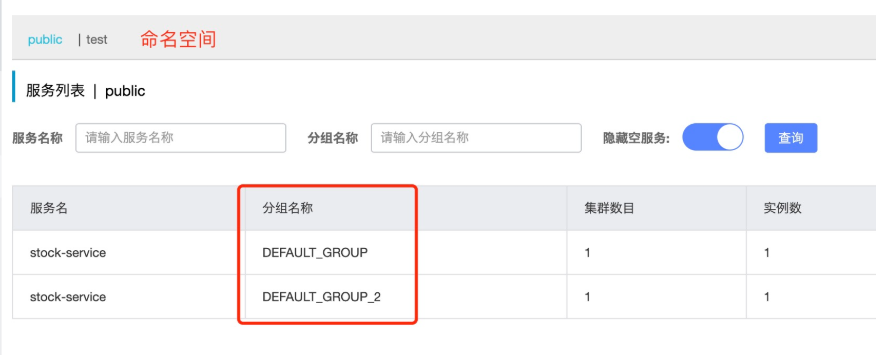 public | test 命名空间
服务列表 | public
服务名称 请输入服务名称 分组名称 请输入分组名称 隐藏空服务: 查询
服务名 分组名称 集群数目 实例数
stock-service DEFAULT_GROUP 1 1
stock-service DEFAULT_GROUP_2 1 1